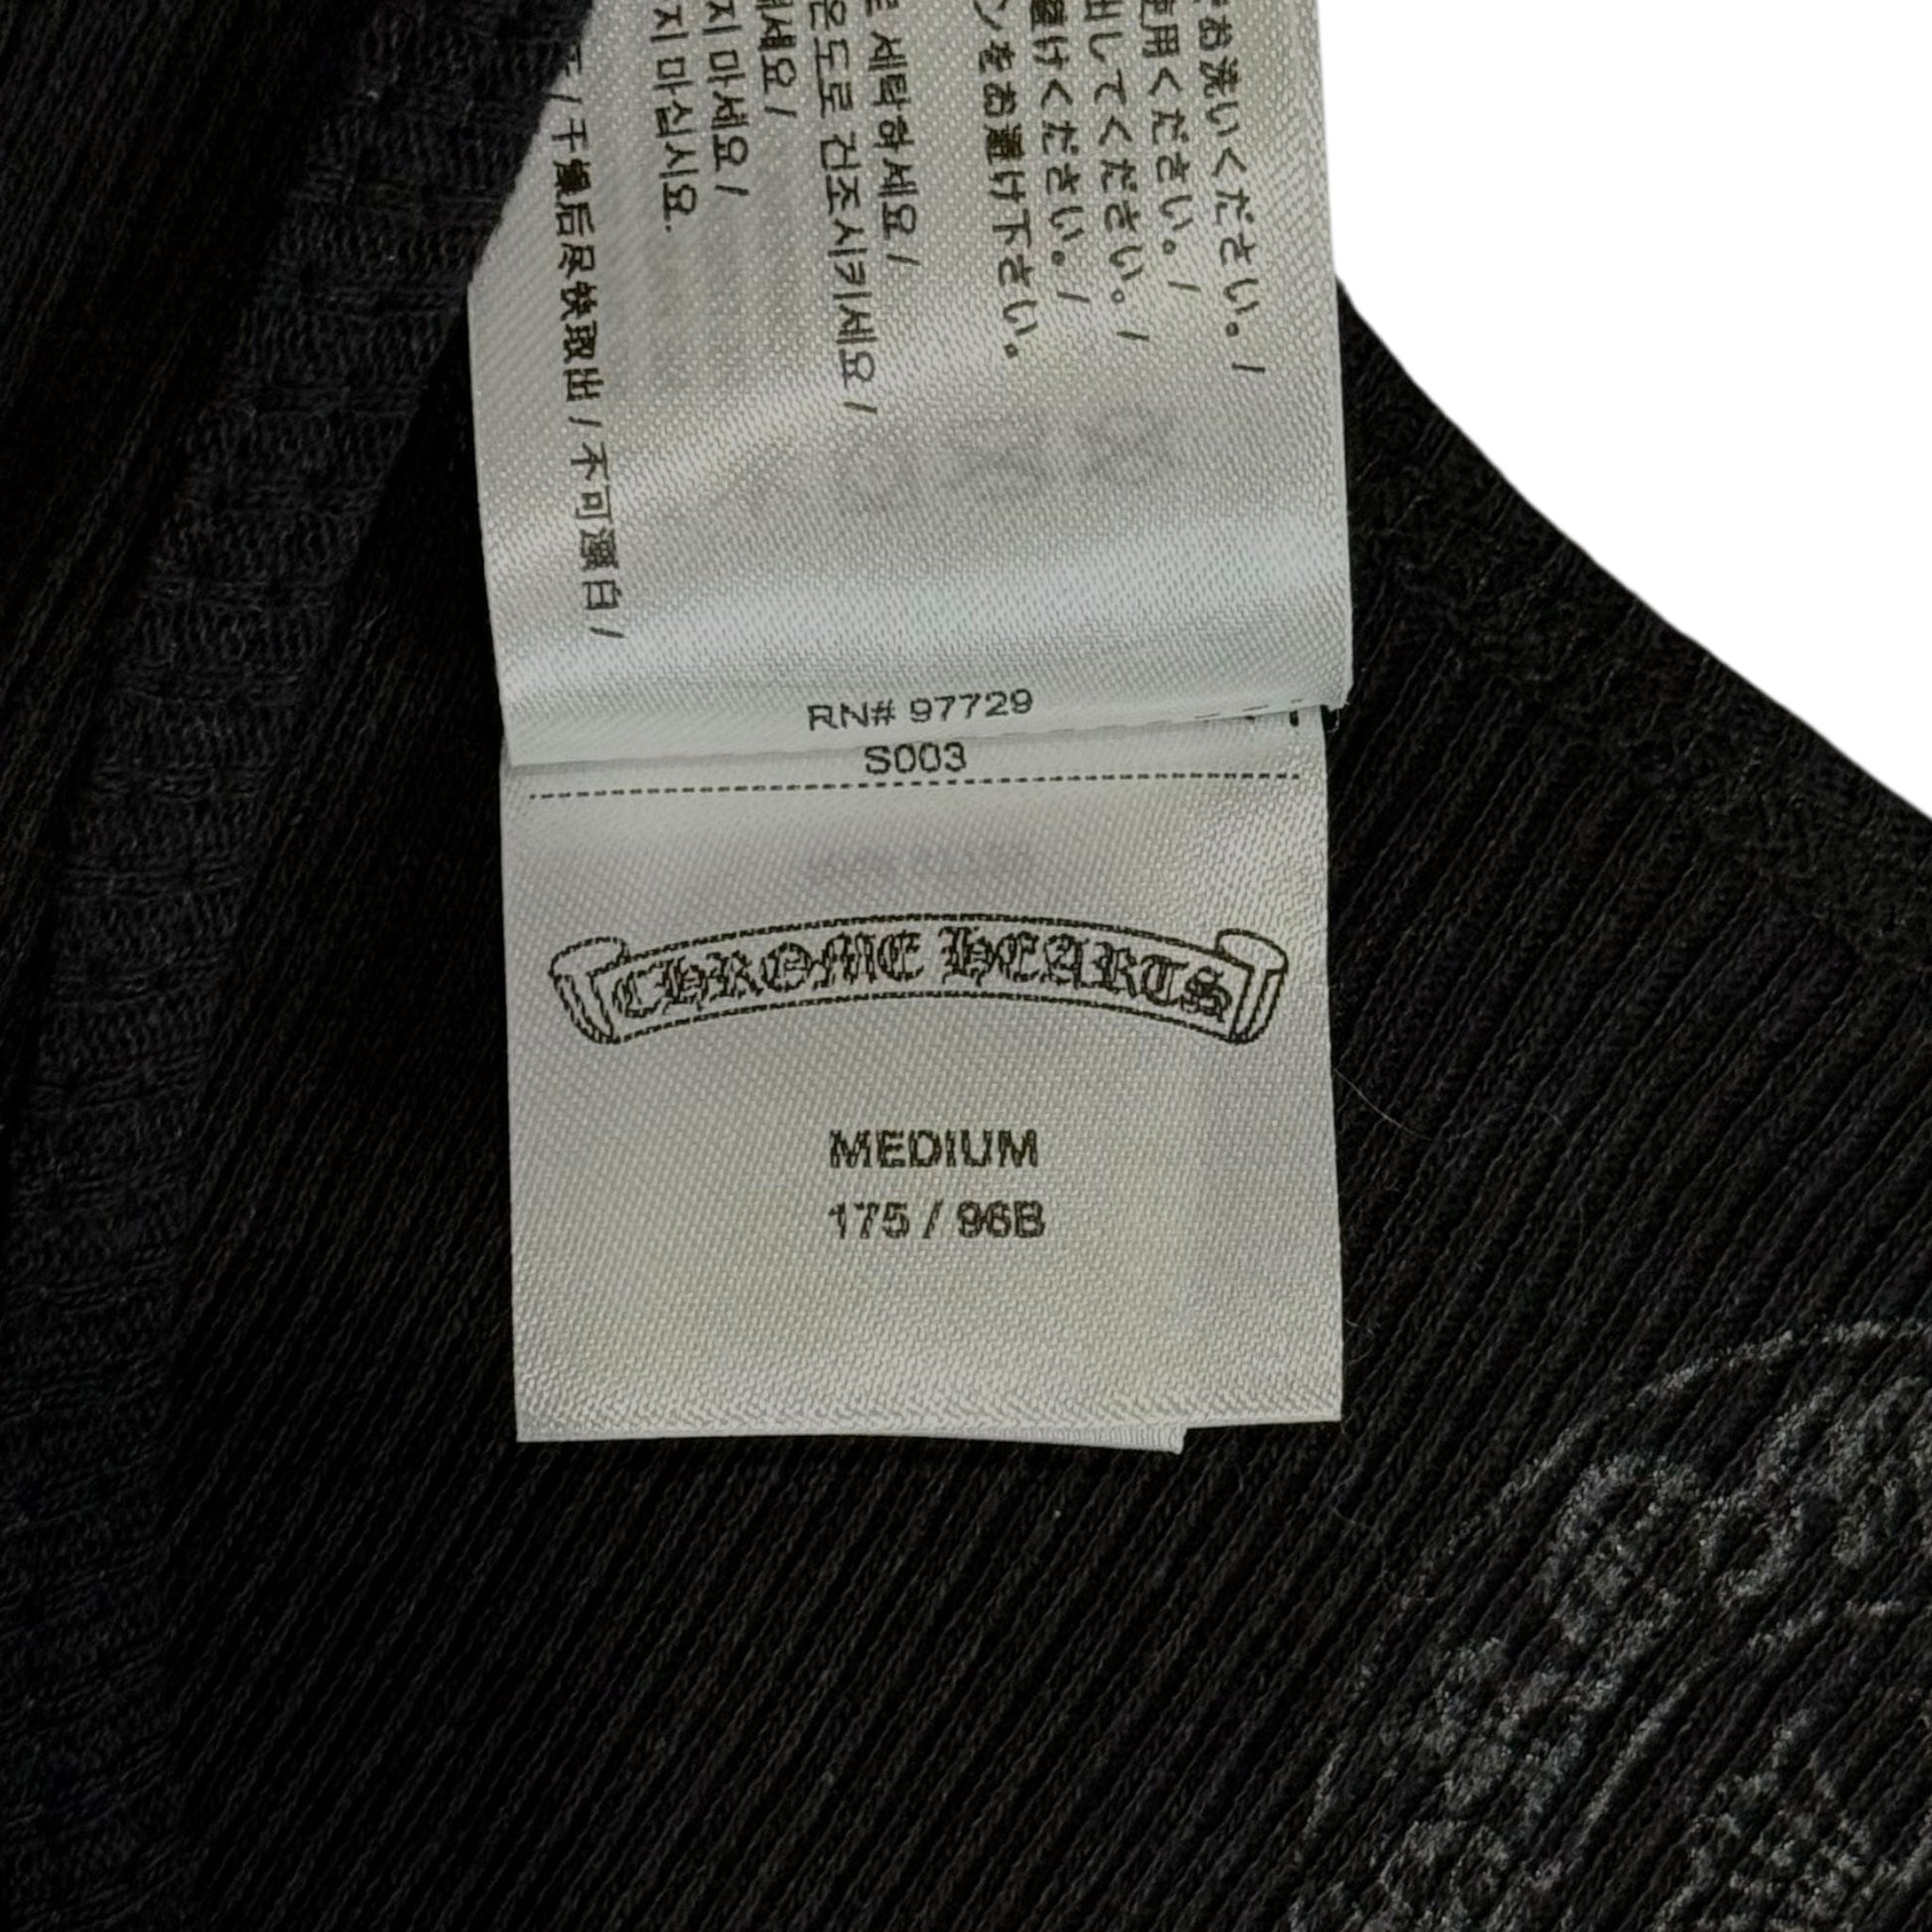 お洗いください。/
使用ください。/
出してください。/
避けください。/
ンをお避け下さい。
세탁하세요 /
온도로 건조시키세요 /
세요 /
지 마세요 /
지 마십시요.
/ 干燥后尽快取出 / 不可漂白 /
RN# 97729
S003
CHROME HEARTS
MEDIUM
175 / 96B